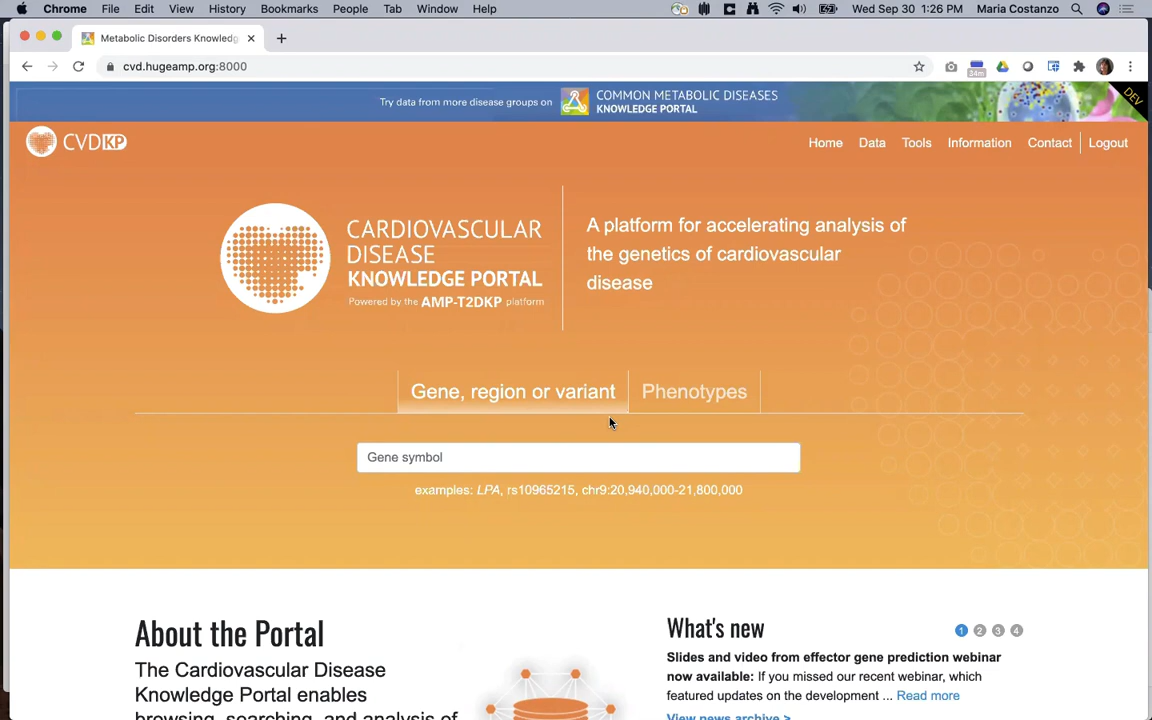 Chrome File Edit View History Bookmarks People Tab Window Help Wed Sep 30 1:26 PM Maria Costanzo
Metabolic Disorders Knowledg
cvd.hugeamp.org:8000
34m
Try data from more disease groups on COMMON METABOLIC DISEASES
KNOWLEDGE PORTAL
DEV
CVDKP Home Data Tools Information Contact Logout
CARDIOVASCULAR
DISEASE
KNOWLEDGE PORTAL
Powered by the AMP-T2DKP platform
A platform for accelerating analysis of
the genetics of cardiovascular
disease
Gene, region or variant Phenotypes
Gene symbol
examples: LPA, rs10965215, chr9:20,940,000-21,800,000
About the Portal
The Cardiovascular Disease
Knowledge Portal enables
browsing, searching, and analysis of
What's new 1 2 3 4
Slides and video from effector gene prediction webinar
now available: If you missed our recent webinar, which
featured updates on the development ... Read more
View news archive >